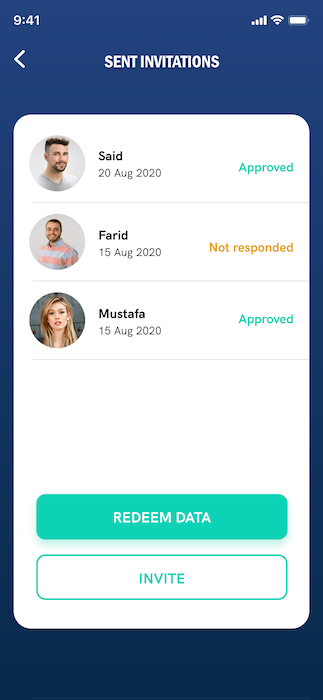 9:41
SENT INVITATIONS
Said
20 Aug 2020
Approved
Farid
15 Aug 2020
Not responded
Mustafa
15 Aug 2020
Approved
REDEEM DATA
INVITE